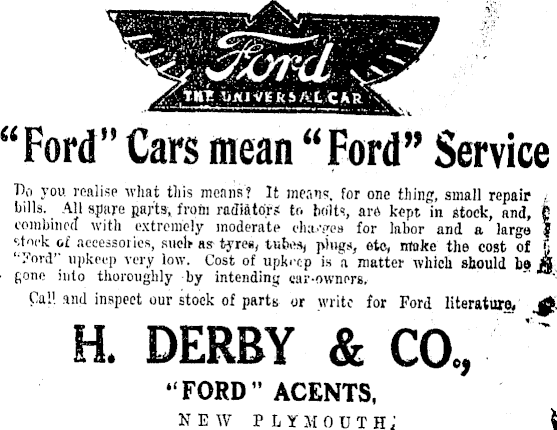 Ford
THE UNIVERSAL CAR
"Ford" Cars mean "Ford" Service
Do you realise what this means? It means, for one thing, small repair
bills. All spare parts, from radiators to bolts, are kept in stock, and,
combined with extremely moderate charges for labor and a large
stock of accessories, such as tyres, tubes, plugs, etc, make the cost of
"Ford" upkeep very low. Cost of upkeep is a matter which should be
gone into thoroughly by intending car-owners.
Call and inspect our stock of parts or write for Ford literature.
H. DERBY & CO.,
"FORD" AGENTS,
NEW PLYMOUTH;